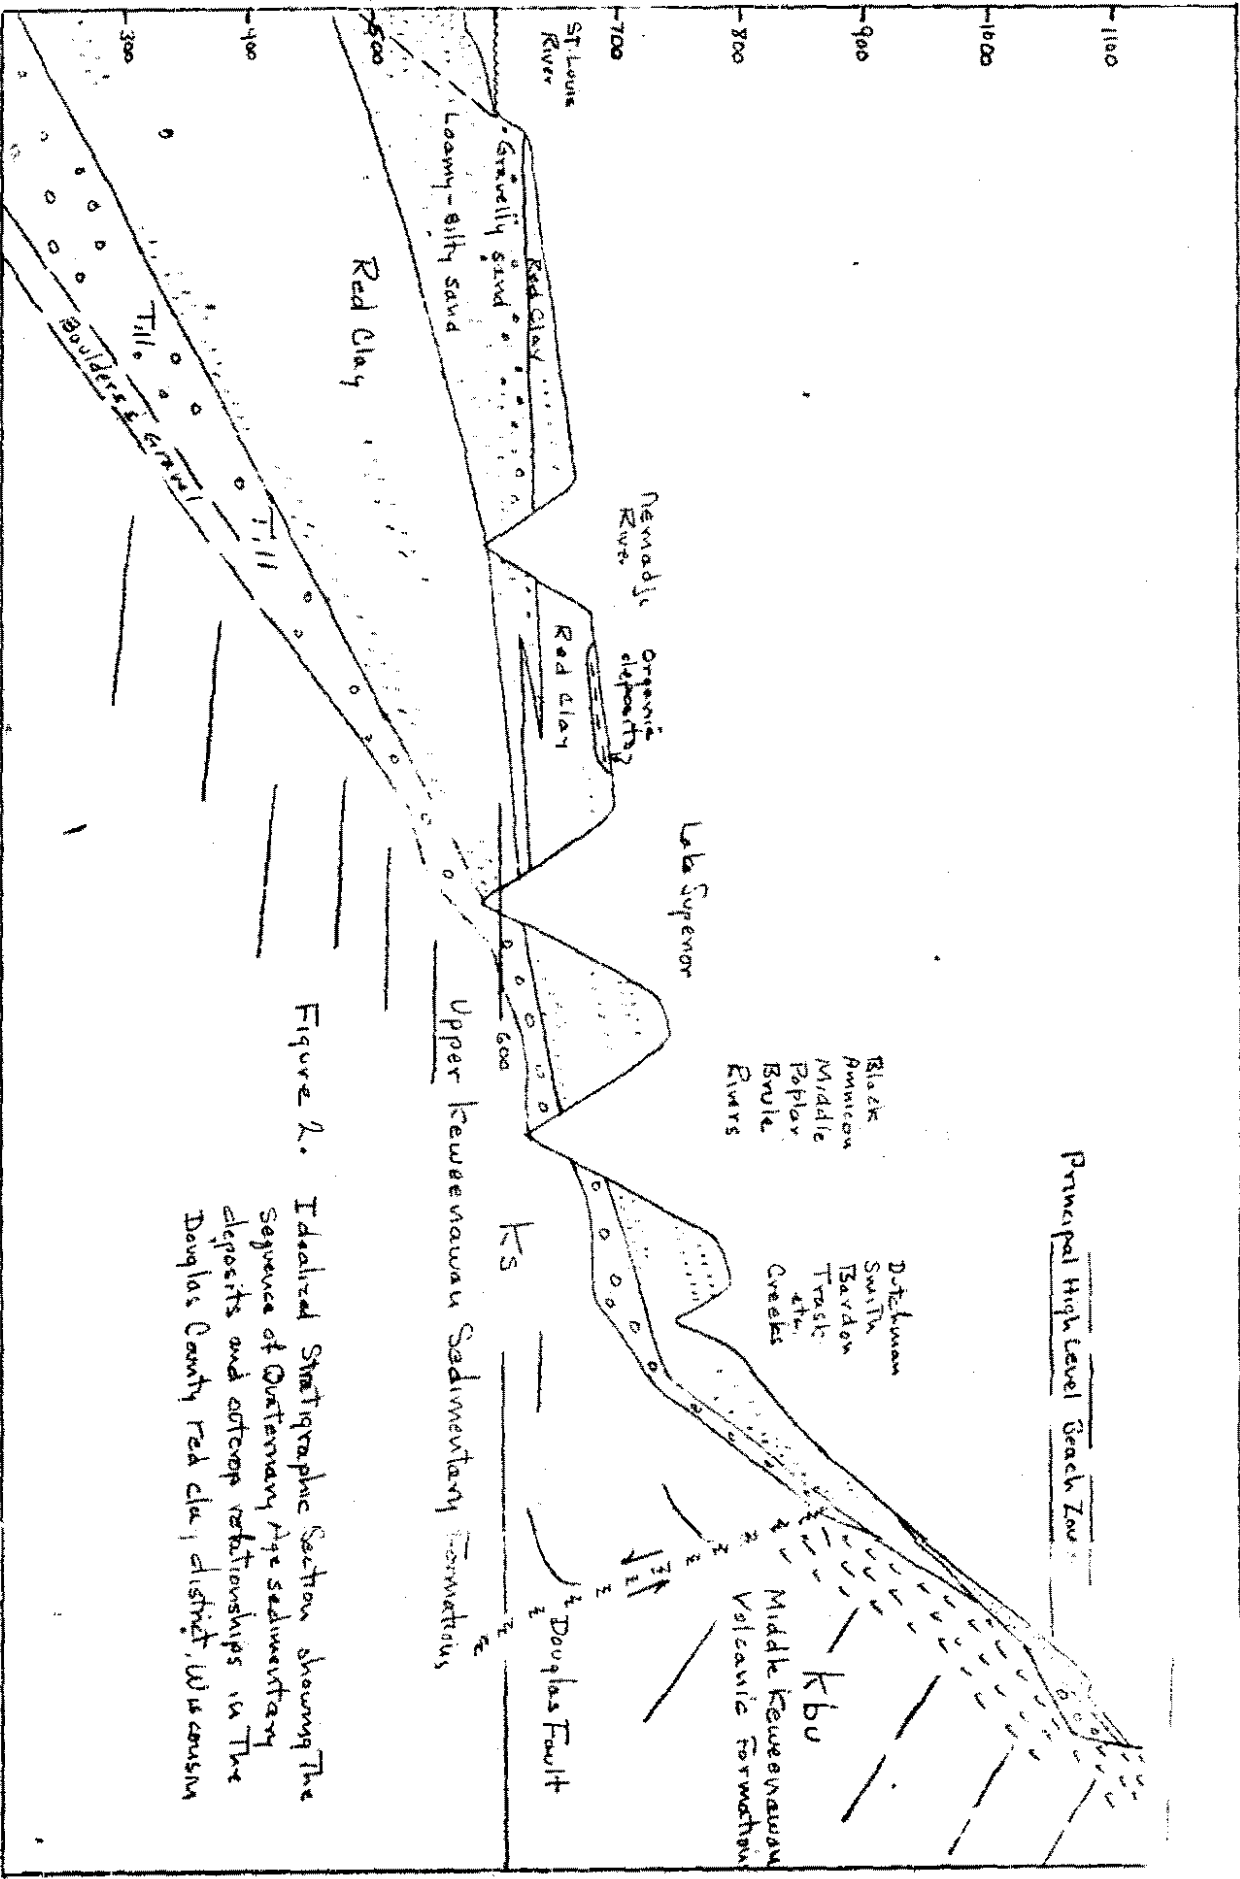 1100
1000
900
800
700
500
400
300
600
Principal High Level Beach Zone
St. Louis
River
Nemadji
River
Organic
deposits
Lake Superior
Black
Amnicon
Middle
Poplar
Brule
Rivers
Dutchman
Smith
Bardon
Trask
etc.
Creeks
Red Clay
Gravelly sand
Loamy-silty sand
Red Clay
Red Clay
Till
Till
Boulders & Gravel
Ks
Upper Keweenawan Sedimentary Formations
Kbu
Middle Keweenawan
Volcanic Formations
Douglas Fault
Figure 2. Idealized Stratigraphic Section showing The
sequence of Quaternary Age sedimentary
deposits and outcrop relationships in The
Douglas County red clay district, Wisconsin